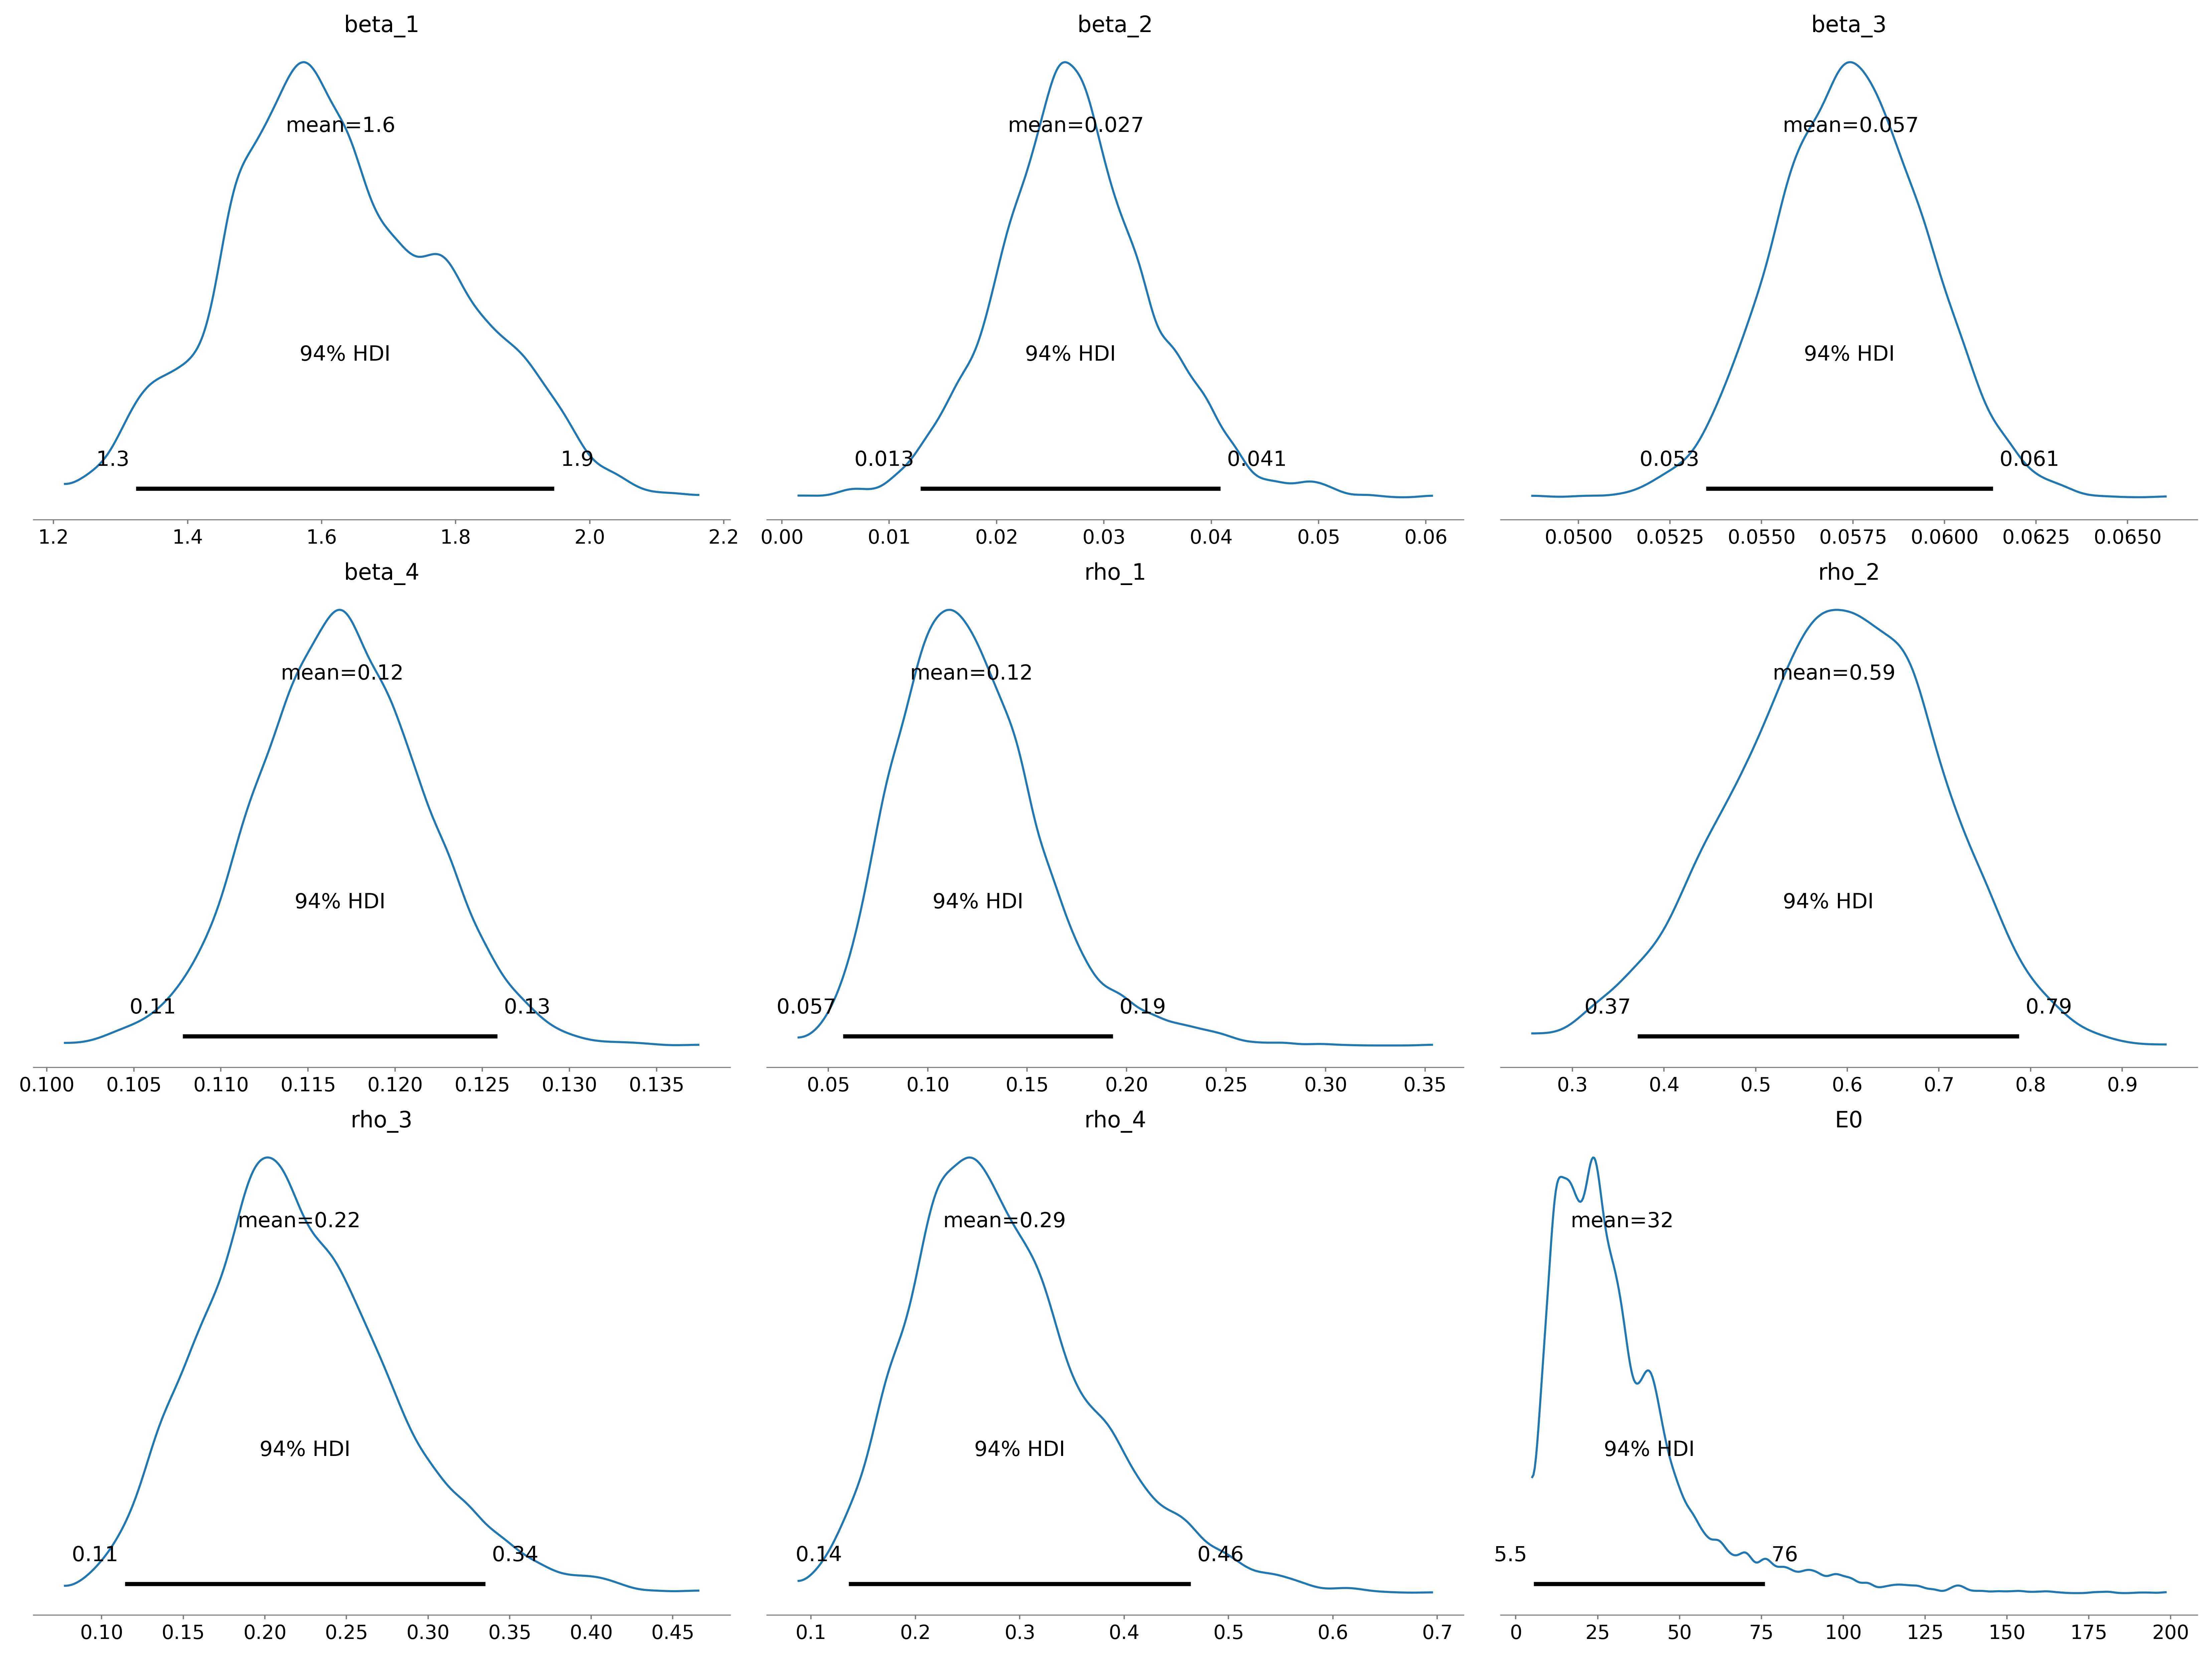 beta_1
beta_2
beta_3
mean=1.6
mean=0.027
mean=0.057
94% HDI
94% HDI
94% HDI
1.3
1.9
0.013
0.041
0.053
0.061
1.2 1.4 1.6 1.8 2.0 2.2
0.00 0.01 0.02 0.03 0.04 0.05 0.06
0.0500 0.0525 0.0550 0.0575 0.0600 0.0625 0.0650
beta_4
rho_1
rho_2
mean=0.12
mean=0.12
mean=0.59
94% HDI
94% HDI
94% HDI
0.11
0.13
0.057
0.19
0.37
0.79
0.100 0.105 0.110 0.115 0.120 0.125 0.130 0.135
0.05 0.10 0.15 0.20 0.25 0.30 0.35
0.3 0.4 0.5 0.6 0.7 0.8 0.9
rho_3
rho_4
E0
mean=0.22
mean=0.29
mean=32
94% HDI
94% HDI
94% HDI
0.11
0.34
0.14
0.46
5.5
76
0.10 0.15 0.20 0.25 0.30 0.35 0.40 0.45
0.1 0.2 0.3 0.4 0.5 0.6 0.7
0 25 50 75 100 125 150 175 200